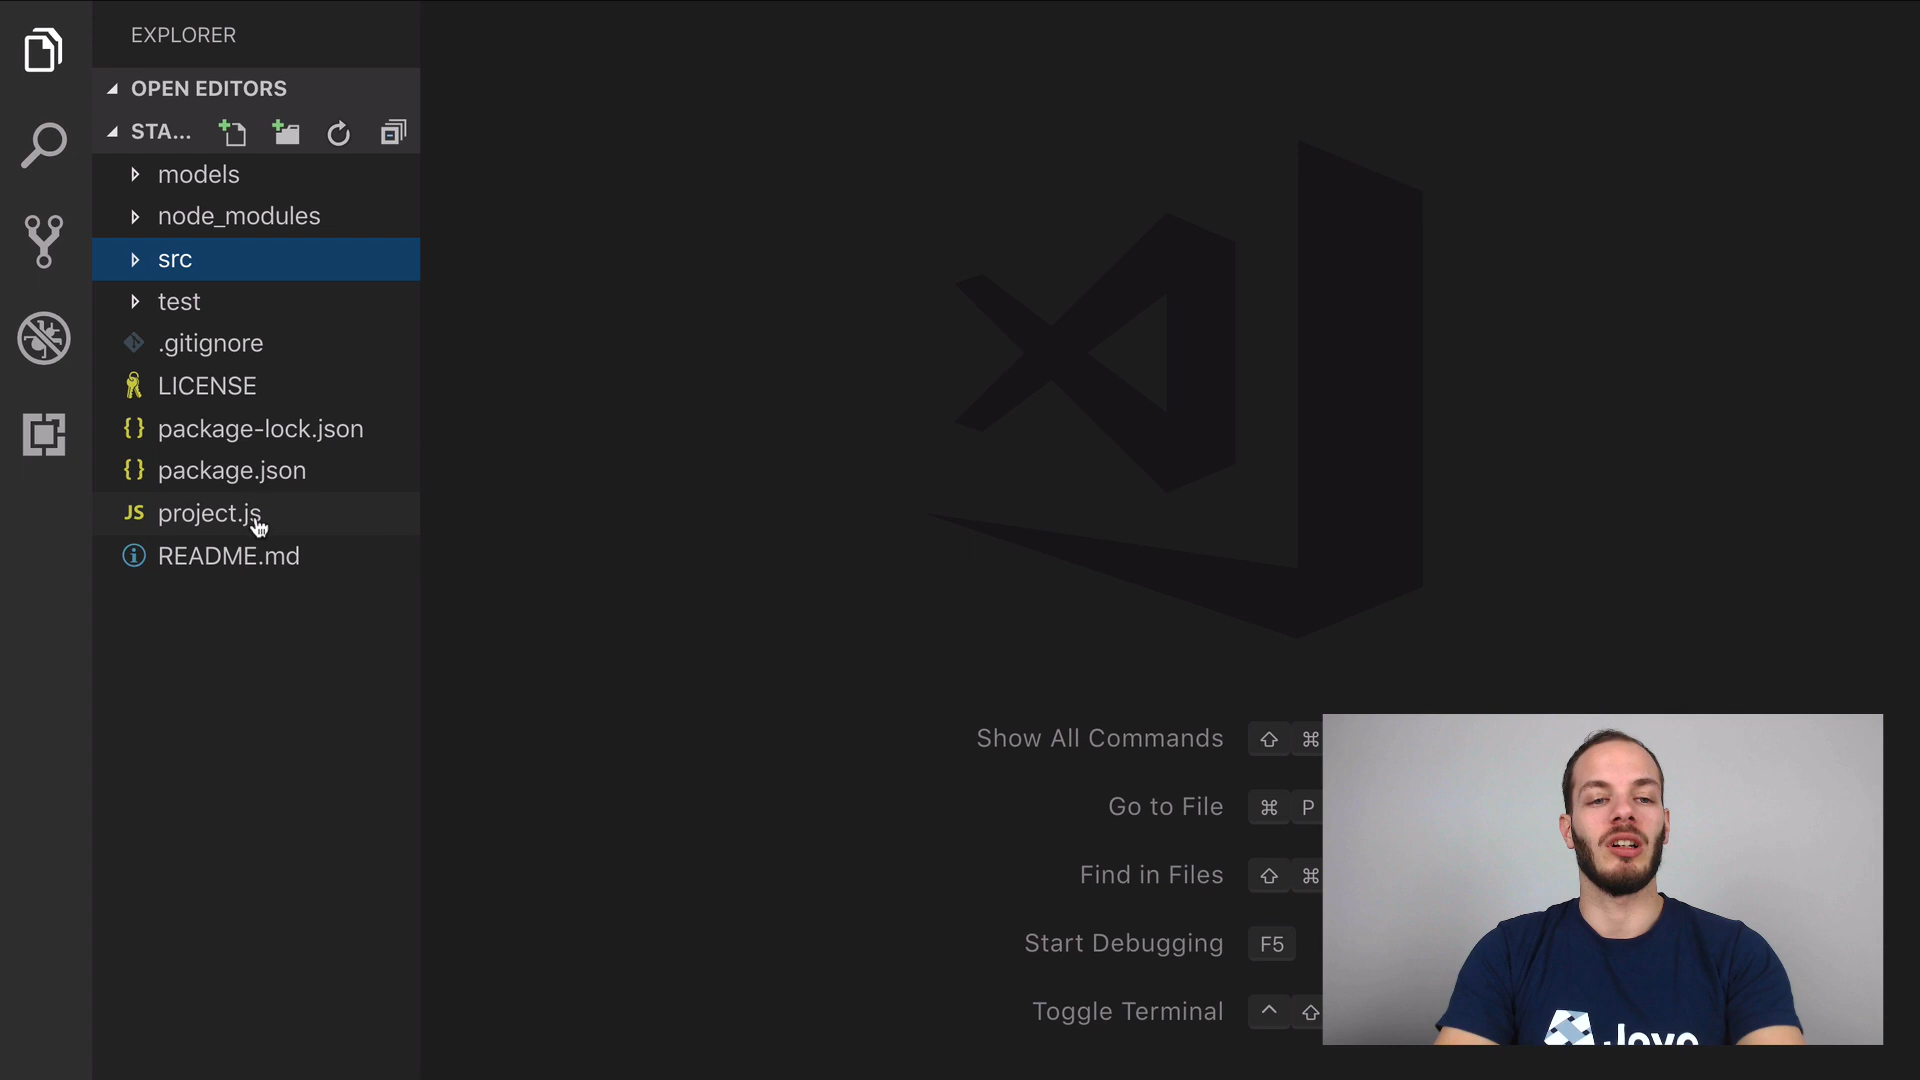 EXPLORER
OPEN EDITORS
STA...
models
node_modules
src
test
.gitignore
LICENSE
{} package-lock.json
{} package.json
JS project.js
README.md
Show All Commands ⇧ ⌘
Go to File ⌘ P
Find in Files ⇧ ⌘
Start Debugging F5
Toggle Terminal ^ ⇧
Jovo